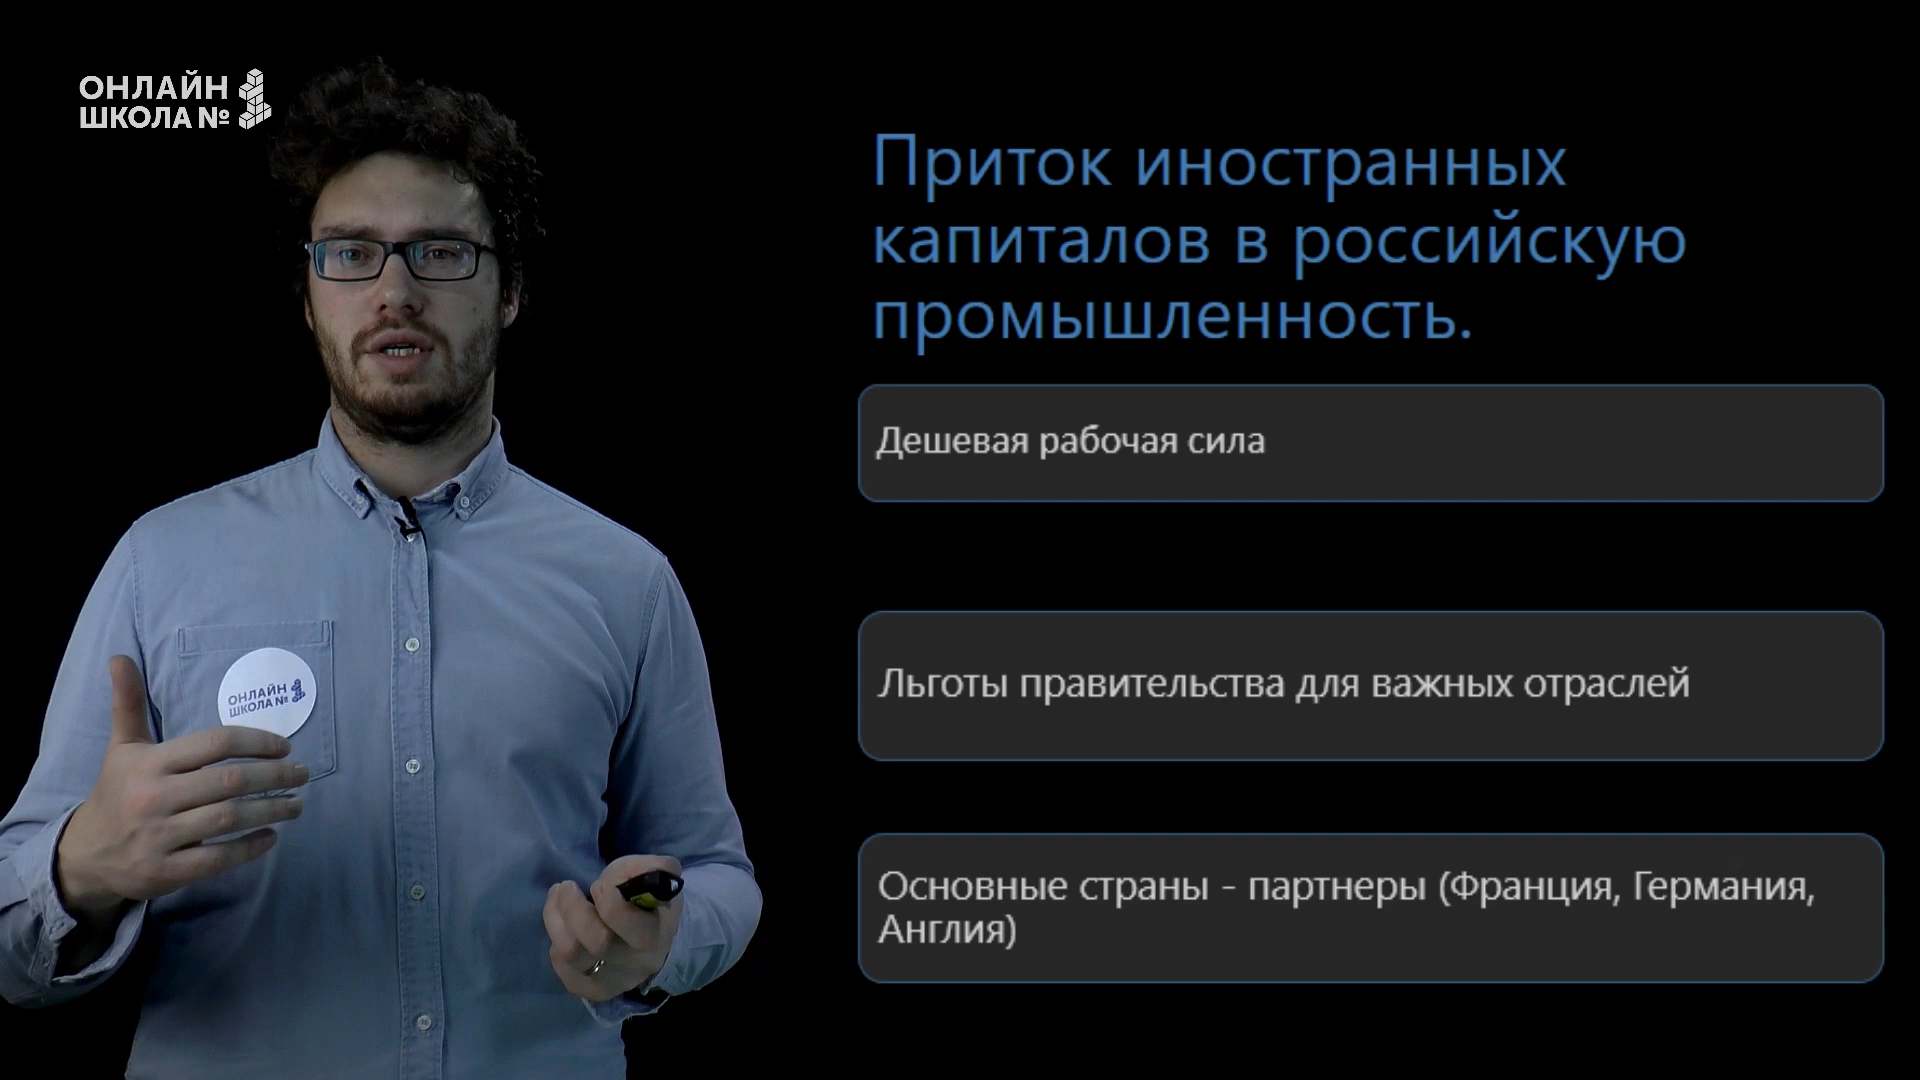 ОНЛАЙН
ШКОЛА №
Приток иностранных
капиталов в российскую
промышленность.
Дешевая рабочая сила
Льготы правительства для важных отраслей
Основные страны - партнеры (Франция, Германия,
Англия)
ОНЛАЙН
ШКОЛА №